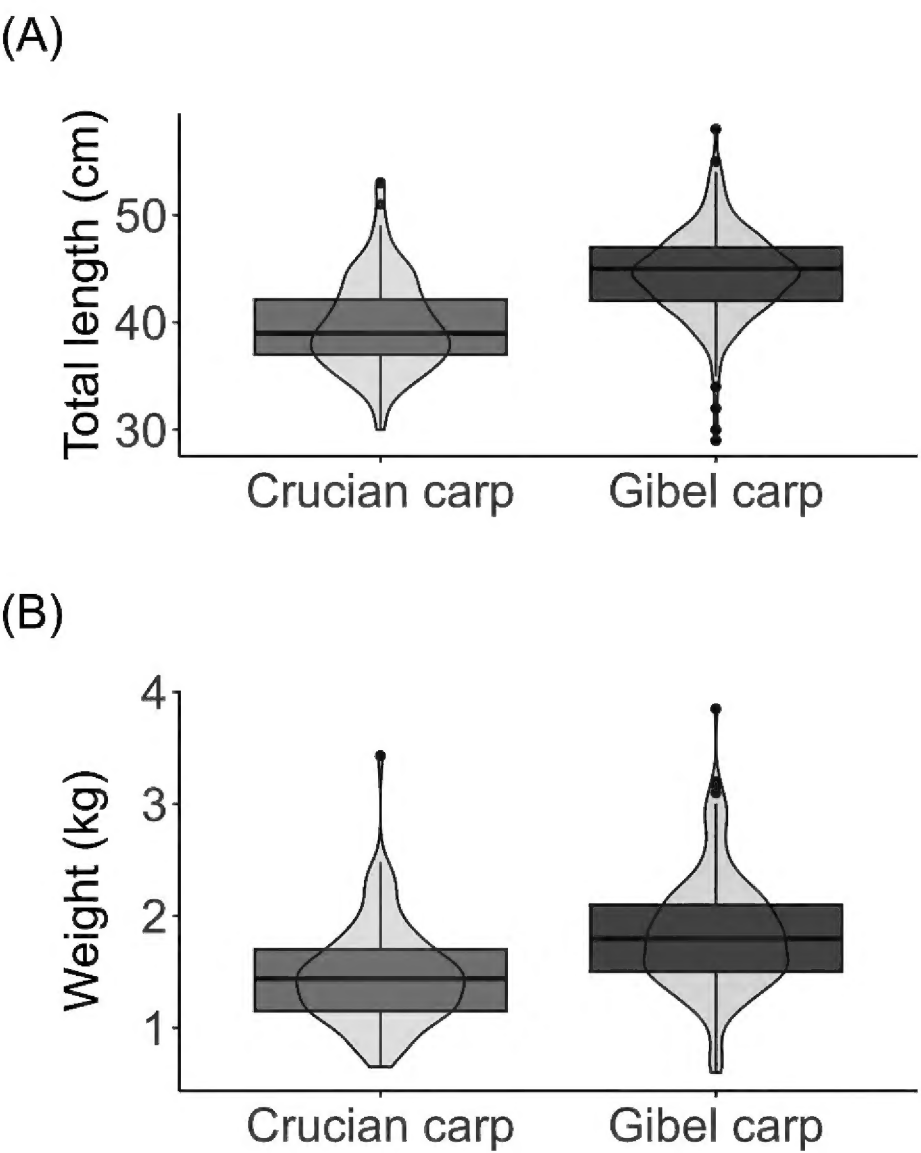 (A)
Total length (cm)
50
40
30
Crucian carp Gibel carp
(B)
Weight (kg)
4
3
2
1
Crucian carp Gibel carp